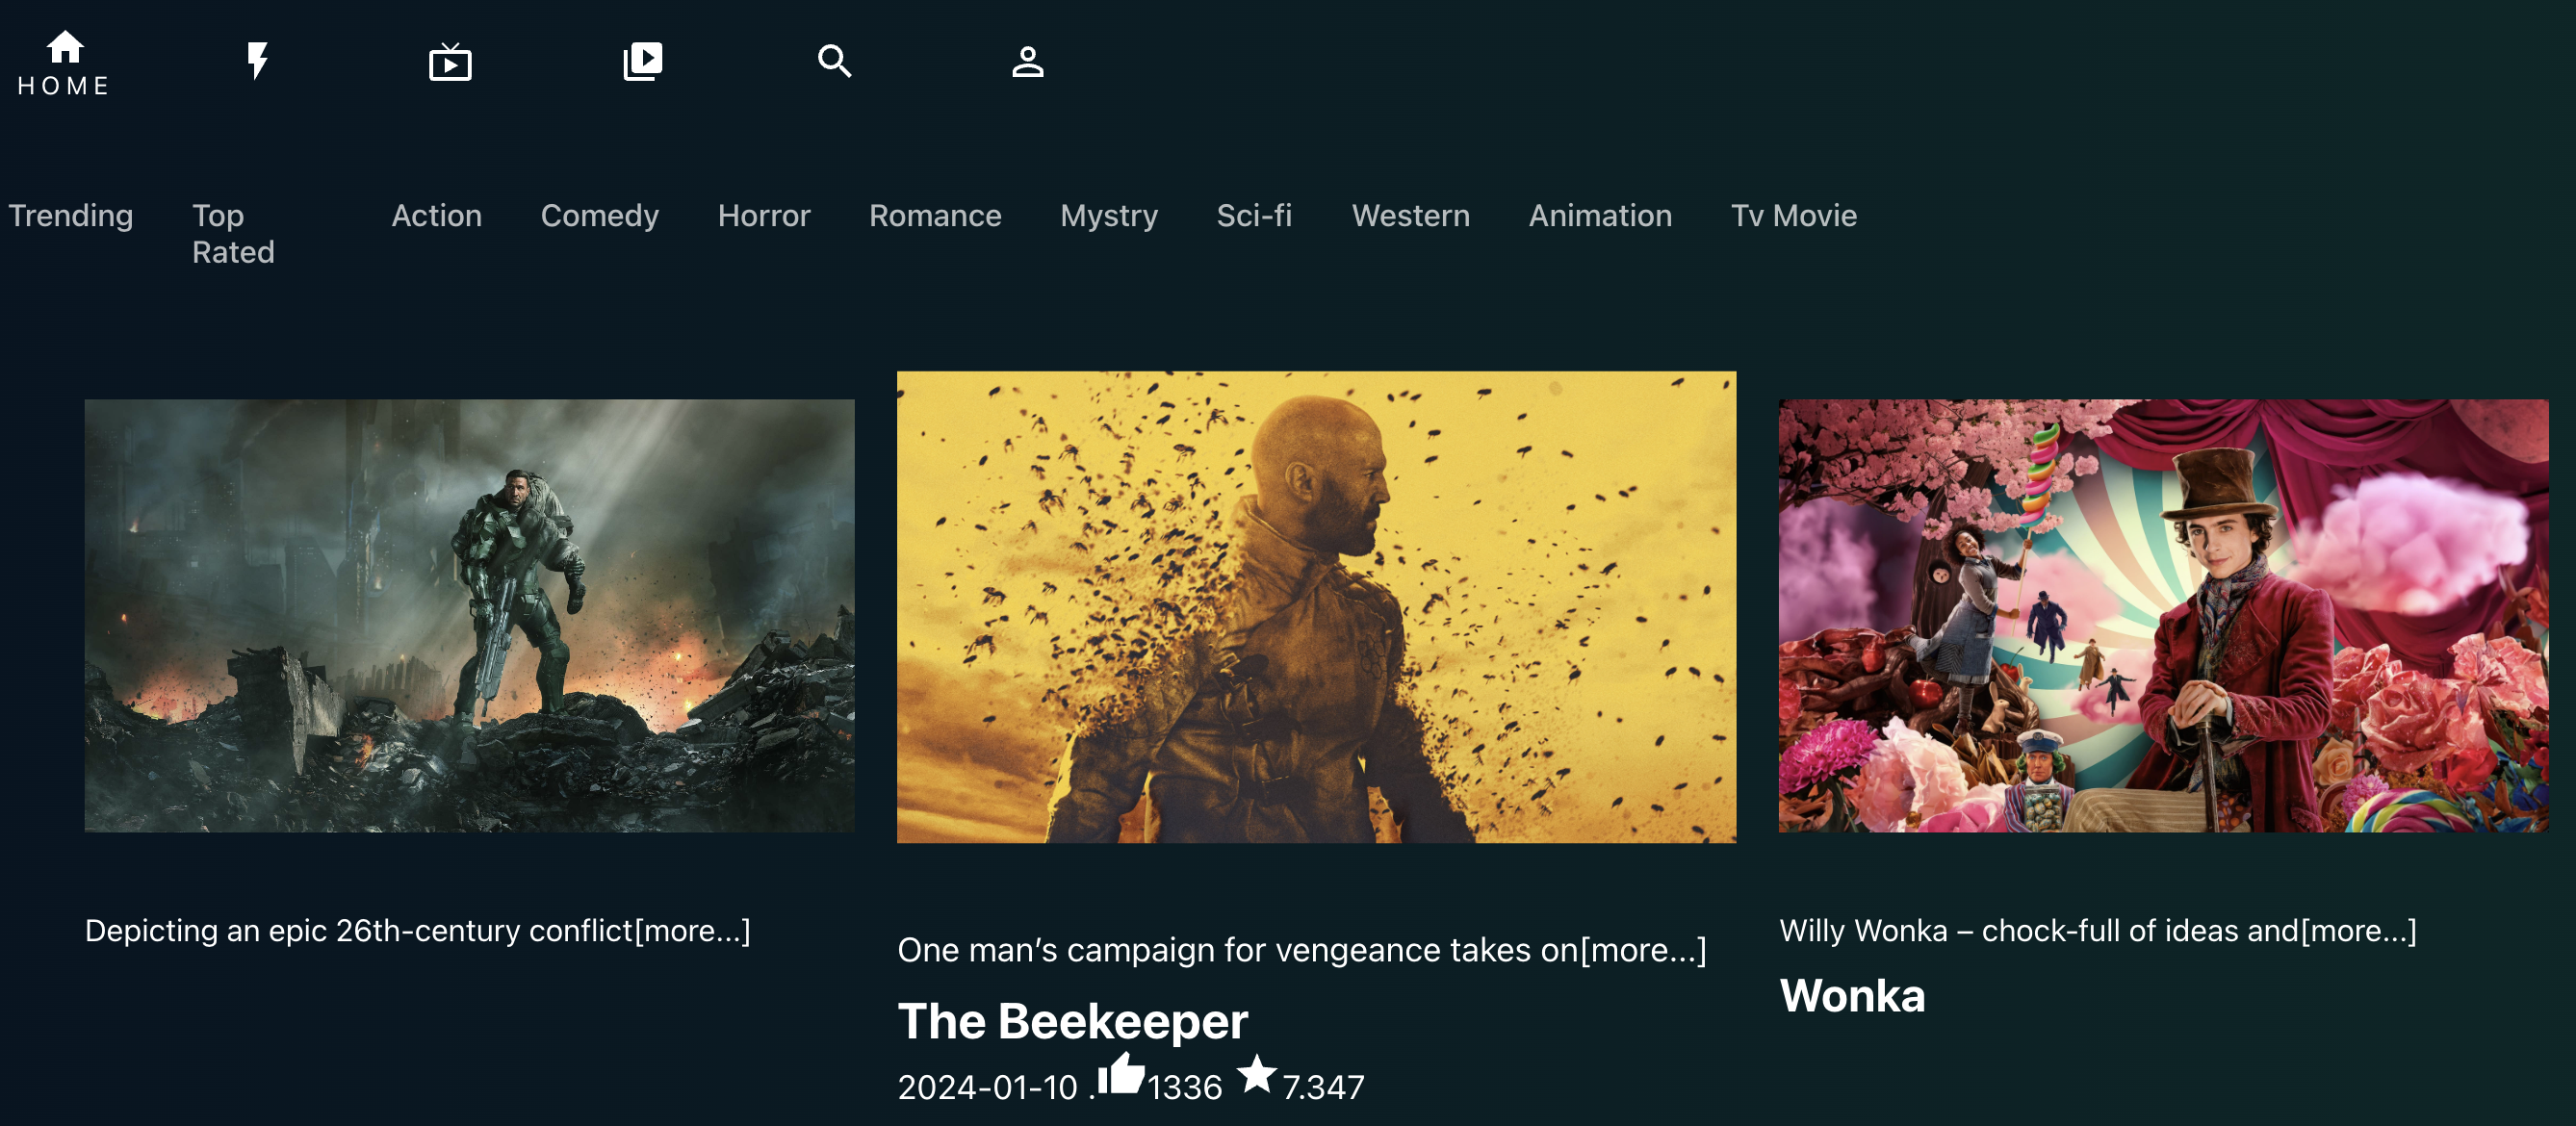 HOME
Trending Top Rated Action Comedy Horror Romance Mystry Sci-fi Western Animation Tv Movie
Depicting an epic 26th-century conflict[more...]
One man’s campaign for vengeance takes on[more...]
The Beekeeper
2024-01-10 .1336 7.347
Willy Wonka – chock-full of ideas and[more...]
Wonka